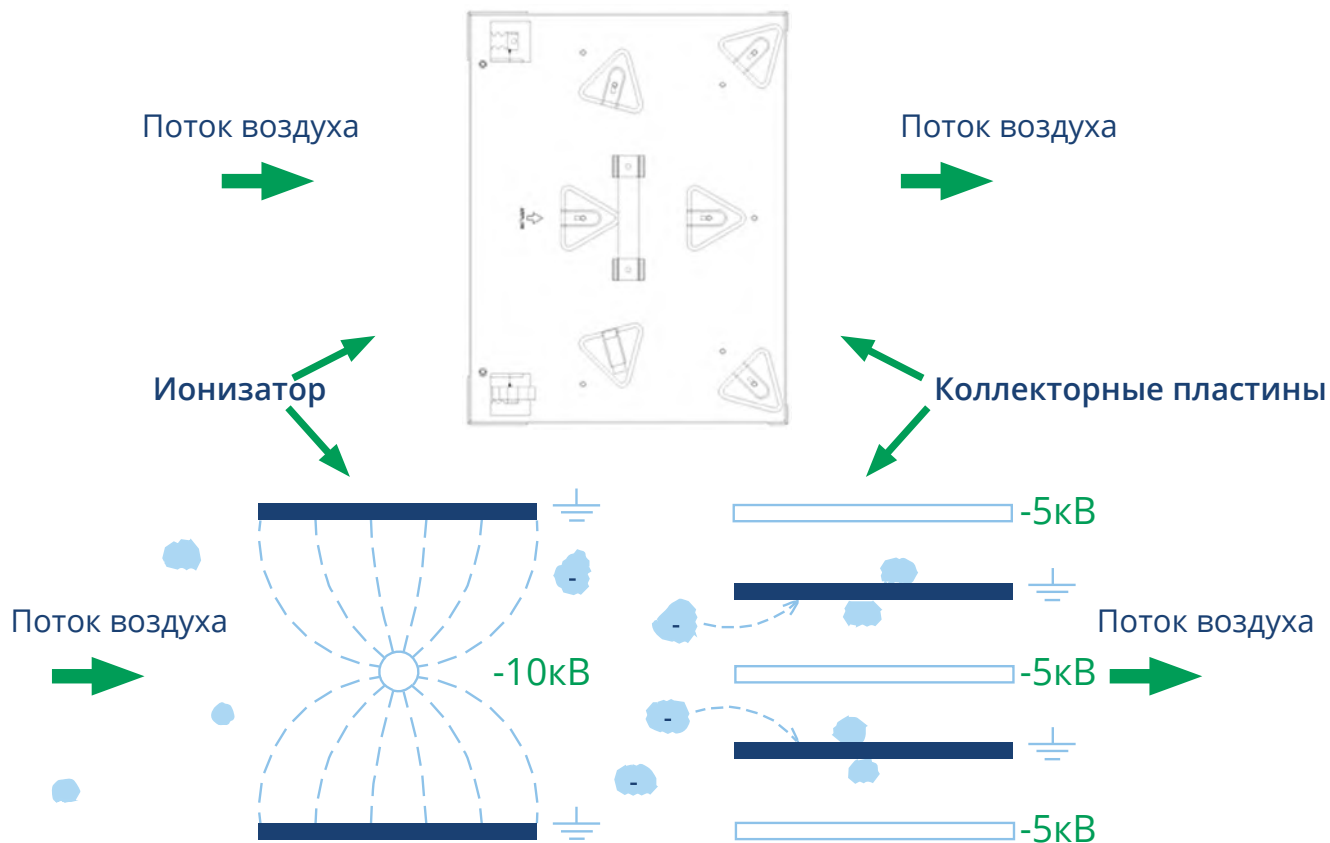 Поток воздуха
Поток воздуха
Ионизатор
Коллекторные пластины
-5кВ
-
-
Поток воздуха
Поток воздуха
-10кВ
-5кВ
-
-
-5кВ